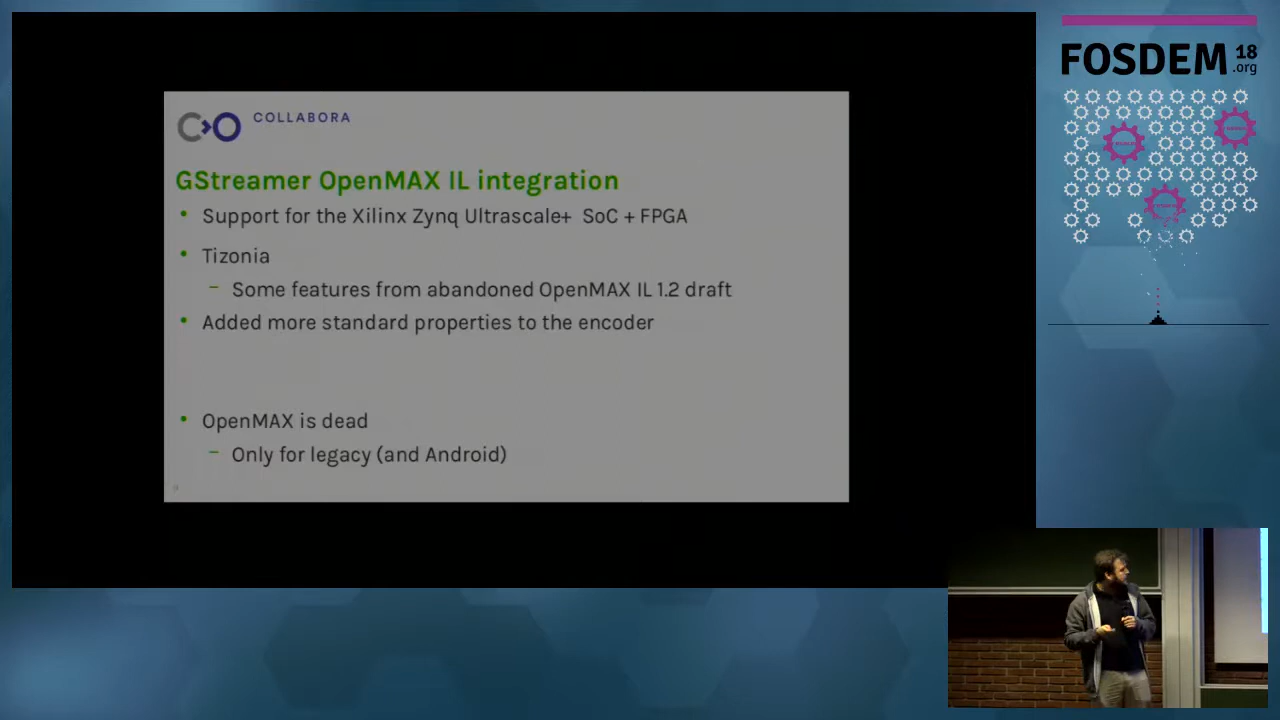 COLLABORA
GStreamer OpenMAX IL integration
• Support for the Xilinx Zynq Ultrascale+ SoC + FPGA
• Tizonia
– Some features from abandoned OpenMAX IL 1.2 draft
• Added more standard properties to the encoder
• OpenMAX is dead
– Only for legacy (and Android)
FOSDEM 18
.org